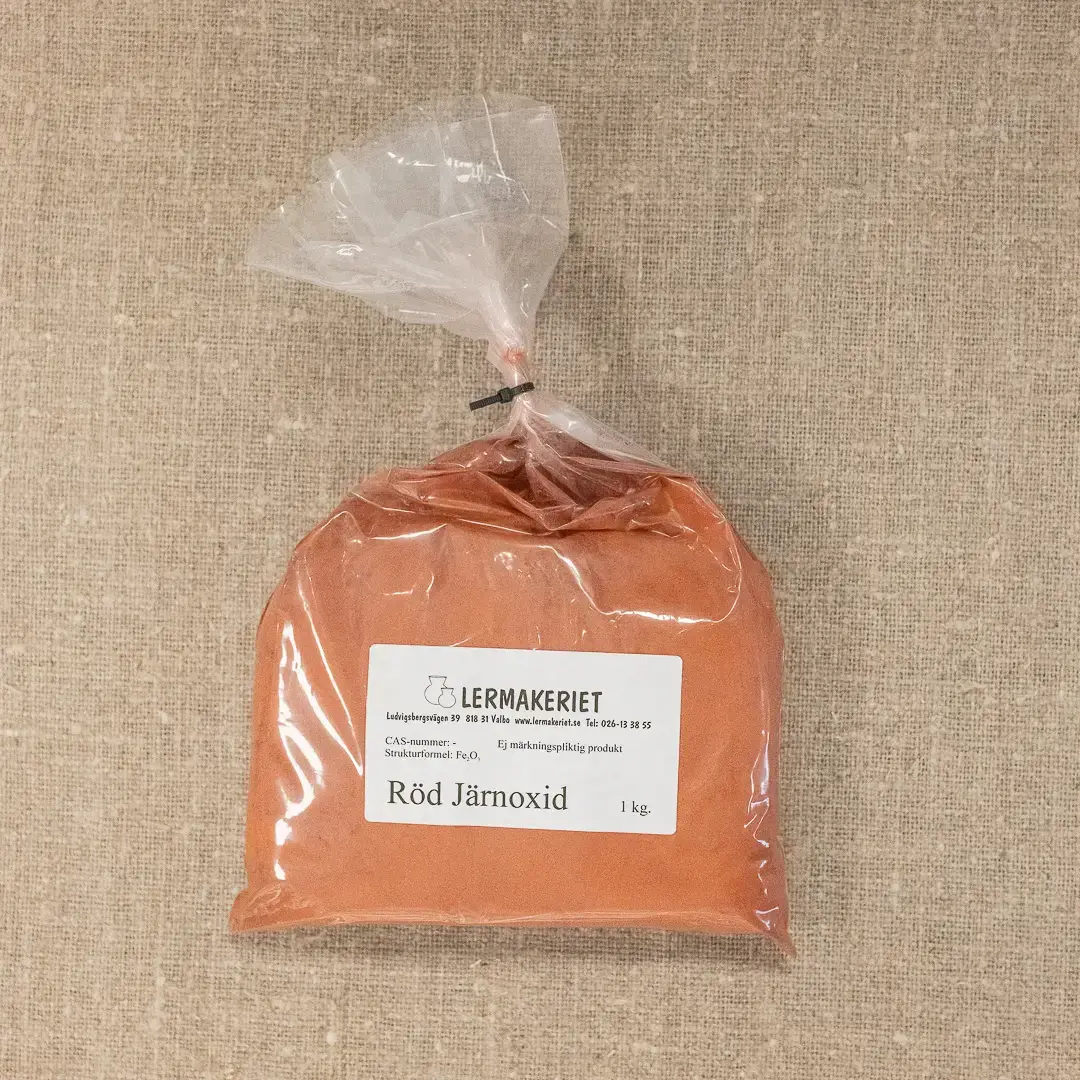 LERMAKERIET
Ludvigsbergsvägen 39 818 31 Valbo www.lermakeriet.se Tel: 026-13 38 55
CAS-nummer: - Ej märkningspliktig produkt
Strukturformel: Fe₂O₃
Röd Järnoxid 1 kg.